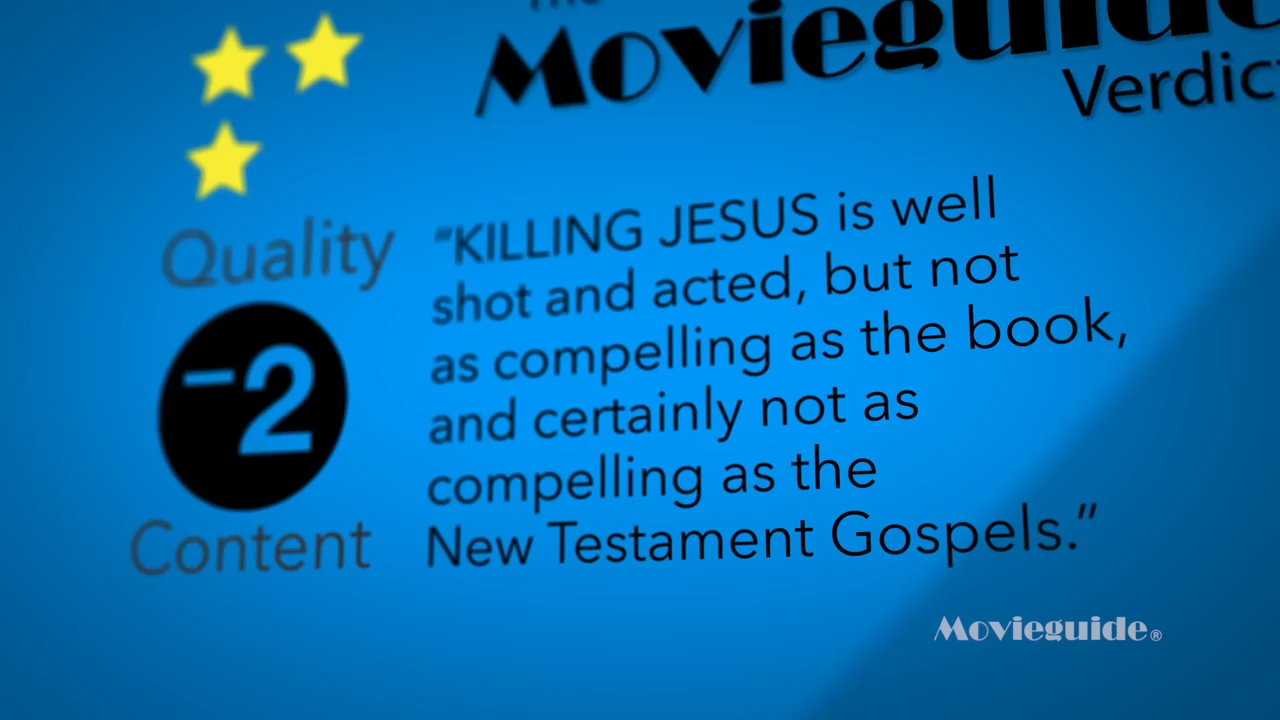 The
Movieguide
Verdict
Quality
"KILLING JESUS is well
shot and acted, but not
as compelling as the book,
and certainly not as
compelling as the
New Testament Gospels."
-2
Content
Movieguide®